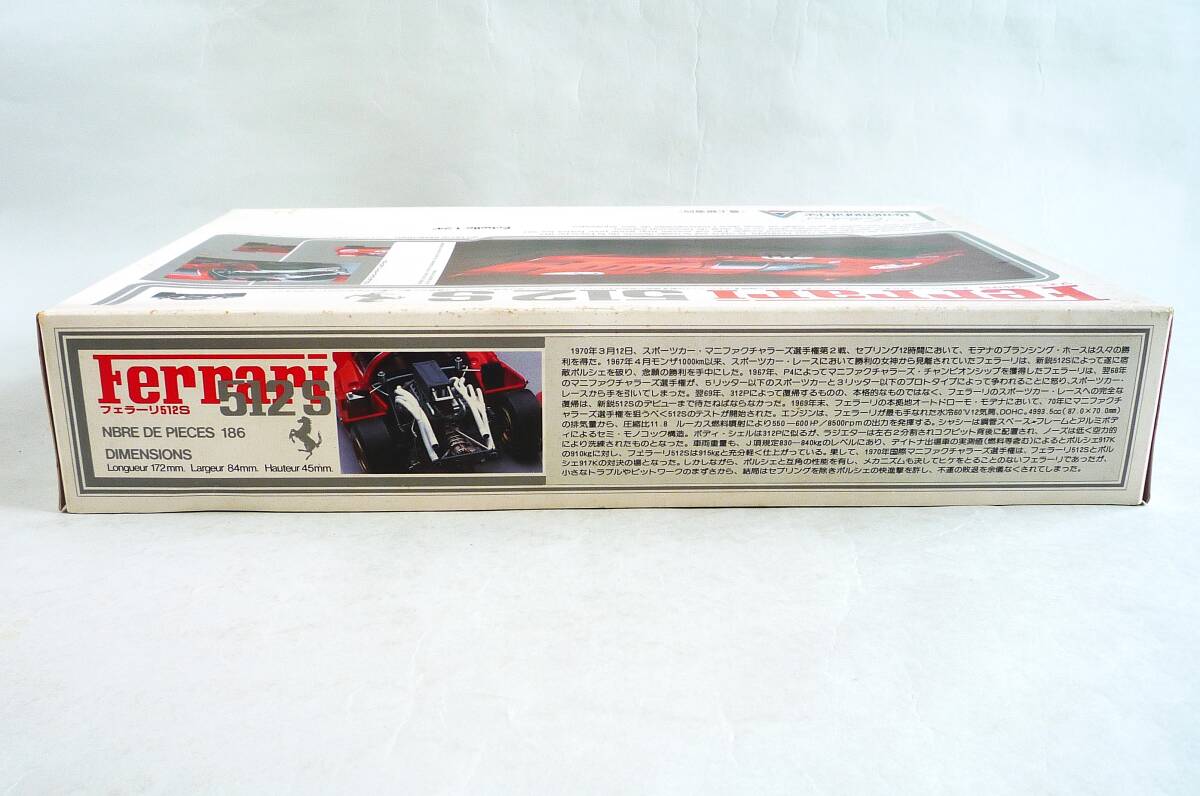 Ferrari 512S
Ferrari
512S
フェラーリ512S
NBRE DE PIECES 186
DIMENSIONS
Longueur 172mm. Largeur 84mm. Hauteur 45mm.
1970年3月12日、スポーツカー・マニファクチャラーズ選手権第2戦、セブリング12時間において、モデナのプランシング・ホースは久々の勝
利を得た。1967年4月モンザ1000km以来、スポーツカー・レースにおいて勝利の女神から見離されていたフェラーリは、新鋭512Sによって遂に宿
敵ポルシェを破り、念願の勝利を手中にした。1967年、P4によってマニファクチャラーズ・チャンピオンシップを獲得したフェラーリは、翌68年
のマニファクチャラーズ選手権が、5リッター以下のスポーツカーと3リッター以下のプロトタイプによって争われることに怒り、スポーツカー・
レースから手を引いてしまった。翌69年、312Pによって復帰するものの、本格的なものではなく、フェラーリのスポーツカー・レースへの完全な
復帰は、新鋭512Sのデビューまで待たねばならなかった。1969年末、フェラーリの本拠地オートドローモ・モデナにおいて、70年にマニファクチ
ャラーズ選手権を狙うべく512Sのテストが開始された。エンジンは、フェラーリが最も手なれた水冷60°V12気筒、DOHC。4993.5cc(87.0×70.0mm)
の排気量から、圧縮比11.8 ルーカス燃料噴射により550―600HP/8500rpmの出力を発揮する。シャシーは鋼管スペース・フレームとアルミボデ
ィによるセミ・モノコック構造。ボディ・シェルは312Pに似るが、ラジエターは左右2分割されコクピット背後に配置され、ノーズは低く空力的
により洗練されたものとなった。車両重量も、J項規定830―840kgのレベルにあり、デイトナ出場車の実測値(燃料等含む)によるとポルシェ917K
の910kgに対し、フェラーリ512Sは915kgと充分軽く仕上がっている。果して、1970年国際マニファクチャラーズ選手権は、フェラーリ512Sとポル
シェ917Kの対決の場となった。しかしながら、ポルシェと互角の性能を有し、メカニズムも決してヒケをとることのないフェラーリであったが、
小さなトラブルやピットワークのまずさから、結局はセブリングを除きポルシェの快進撃を許し、不運の敗退を余儀なくされてしまった。